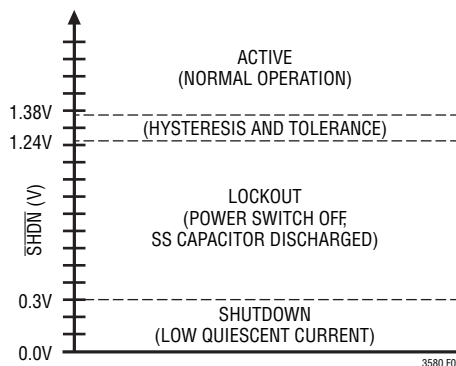 ACTIVE
(NORMAL OPERATION)
1.38V
(HYSTERESIS AND TOLERANCE)
1.24V
SHDN (V)
LOCKOUT
(POWER SWITCH OFF,
SS CAPACITOR DISCHARGED)
0.3V
SHUTDOWN
(LOW QUIESCENT CURRENT)
0.0V
3580 F0